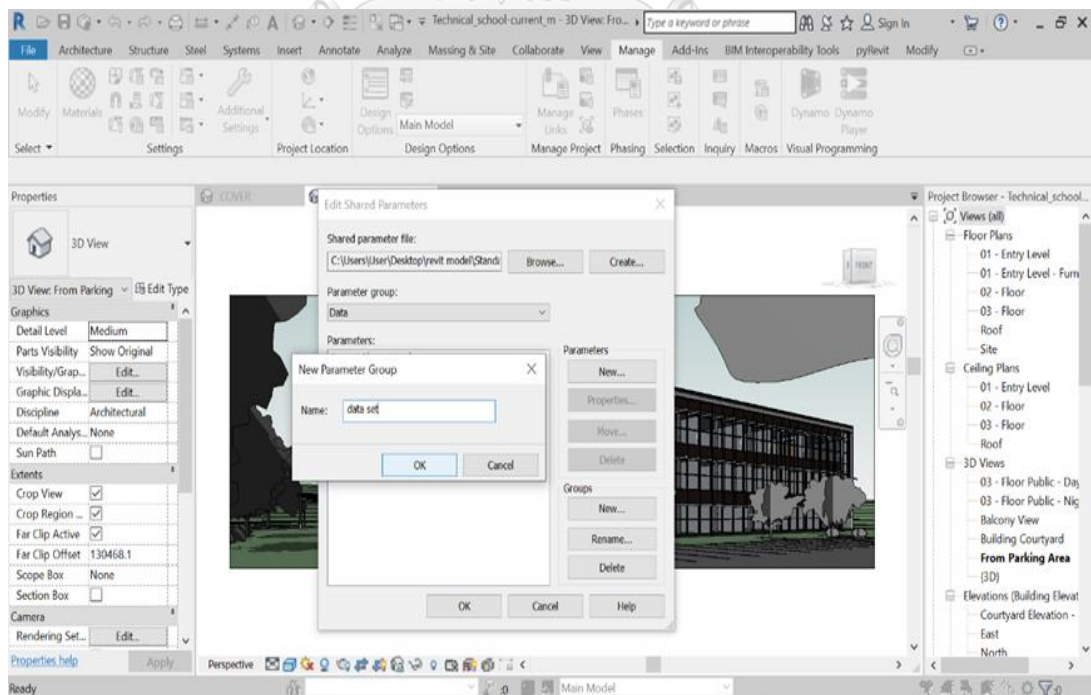 Technical_school-current_m - 3D View: Fro...
Type a keyword or phrase
Sign In
File Architecture Structure Steel Systems Insert Annotate Analyze Massing & Site Collaborate View Manage Add-Ins BIM Interoperability Tools pyRevit Modify
Modify
Materials
Additional Settings
Design Options
Main Model
Manage Links
Phases
Dynamo
Dynamo Player
Select
Settings
Project Location
Design Options
Manage Project
Phasing
Selection
Inquiry
Macros
Visual Programming
Properties
3D View
3D View: From Parking
Edit Type
Graphics
Detail Level Medium
Parts Visibility Show Original
Visibility/Grap... Edit...
Graphic Displa... Edit...
Discipline Architectural
Default Analys... None
Sun Path
Extents
Crop View
Crop Region ...
Far Clip Active
Far Clip Offset 130468.1
Scope Box None
Section Box
Camera
Rendering Set... Edit...
Properties help
Apply
COVER
Edit Shared Parameters
Shared parameter file:
C:\Users\User\Desktop\revit model\Standa
Browse...
Create...
Parameter group:
Data
Parameters:
Parameters
New...
Properties...
Move...
Delete
Groups
New...
Rename...
Delete
OK
Cancel
Help
New Parameter Group
Name: data set
OK
Cancel
FRONT
Project Browser - Technical_school...
Views (all)
Floor Plans
01 - Entry Level
01 - Entry Level - Furn
02 - Floor
03 - Floor
Roof
Site
Ceiling Plans
01 - Entry Level
02 - Floor
03 - Floor
Roof
3D Views
03 - Floor Public - Day
03 - Floor Public - Nig
Balcony View
Building Courtyard
From Parking Area
{3D}
Elevations (Building Elevat
Courtyard Elevation -
East
North
Perspective
Ready
:0
Main Model
:0